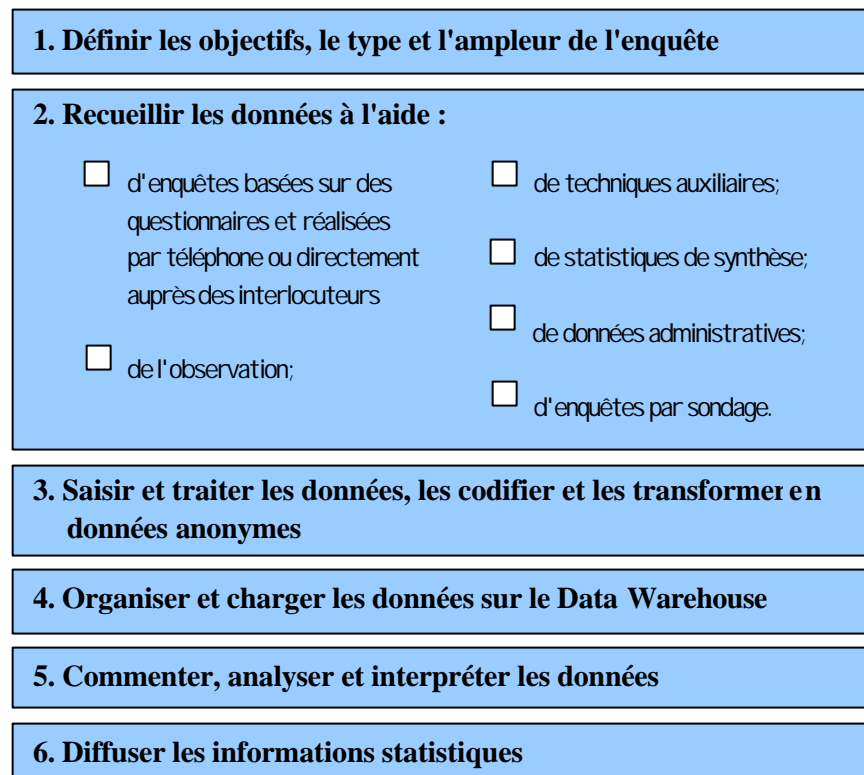 1. Définir les objectifs, le type et l'ampleur de l'enquête
2. Recueillir les données à l'aide :
d'enquêtes basées sur des
questionnaires et réalisées
par téléphone ou directement
auprès des interlocuteurs
de l'observation;
de techniques auxiliaires;
de statistiques de synthèse;
de données administratives;
d'enquêtes par sondage.
3. Saisir et traiter les données, les codifier et les transformer en
données anonymes
4. Organiser et charger les données sur le Data Warehouse
5. Commenter, analyser et interpréter les données
6. Diffuser les informations statistiques